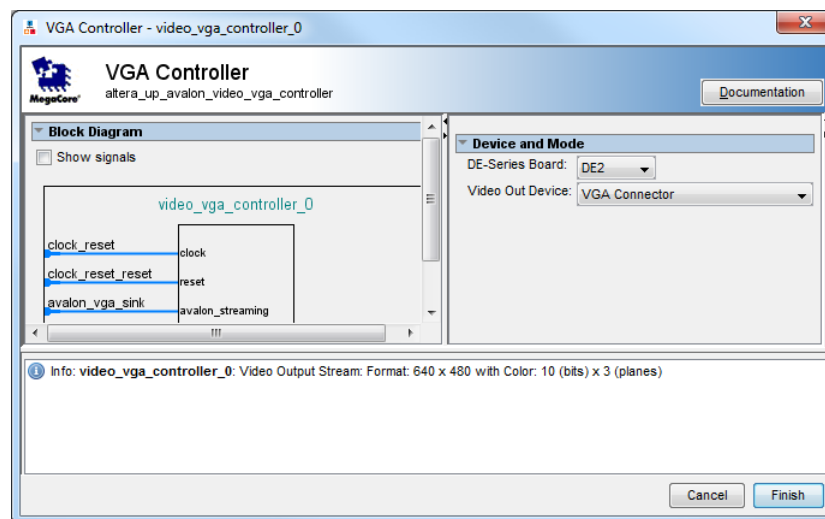 VGA Controller - video_vga_controller_0
VGA Controller
altera_up_avalon_video_vga_controller
MegaCore®
Documentation
Block Diagram
Show signals
video_vga_controller_0
clock_reset
clock
clock_reset_reset
reset
avalon_vga_sink
avalon_streaming
Device and Mode
DE-Series Board: DE2
Video Out Device: VGA Connector
Info: video_vga_controller_0: Video Output Stream: Format: 640 x 480 with Color: 10 (bits) x 3 (planes)
Cancel Finish